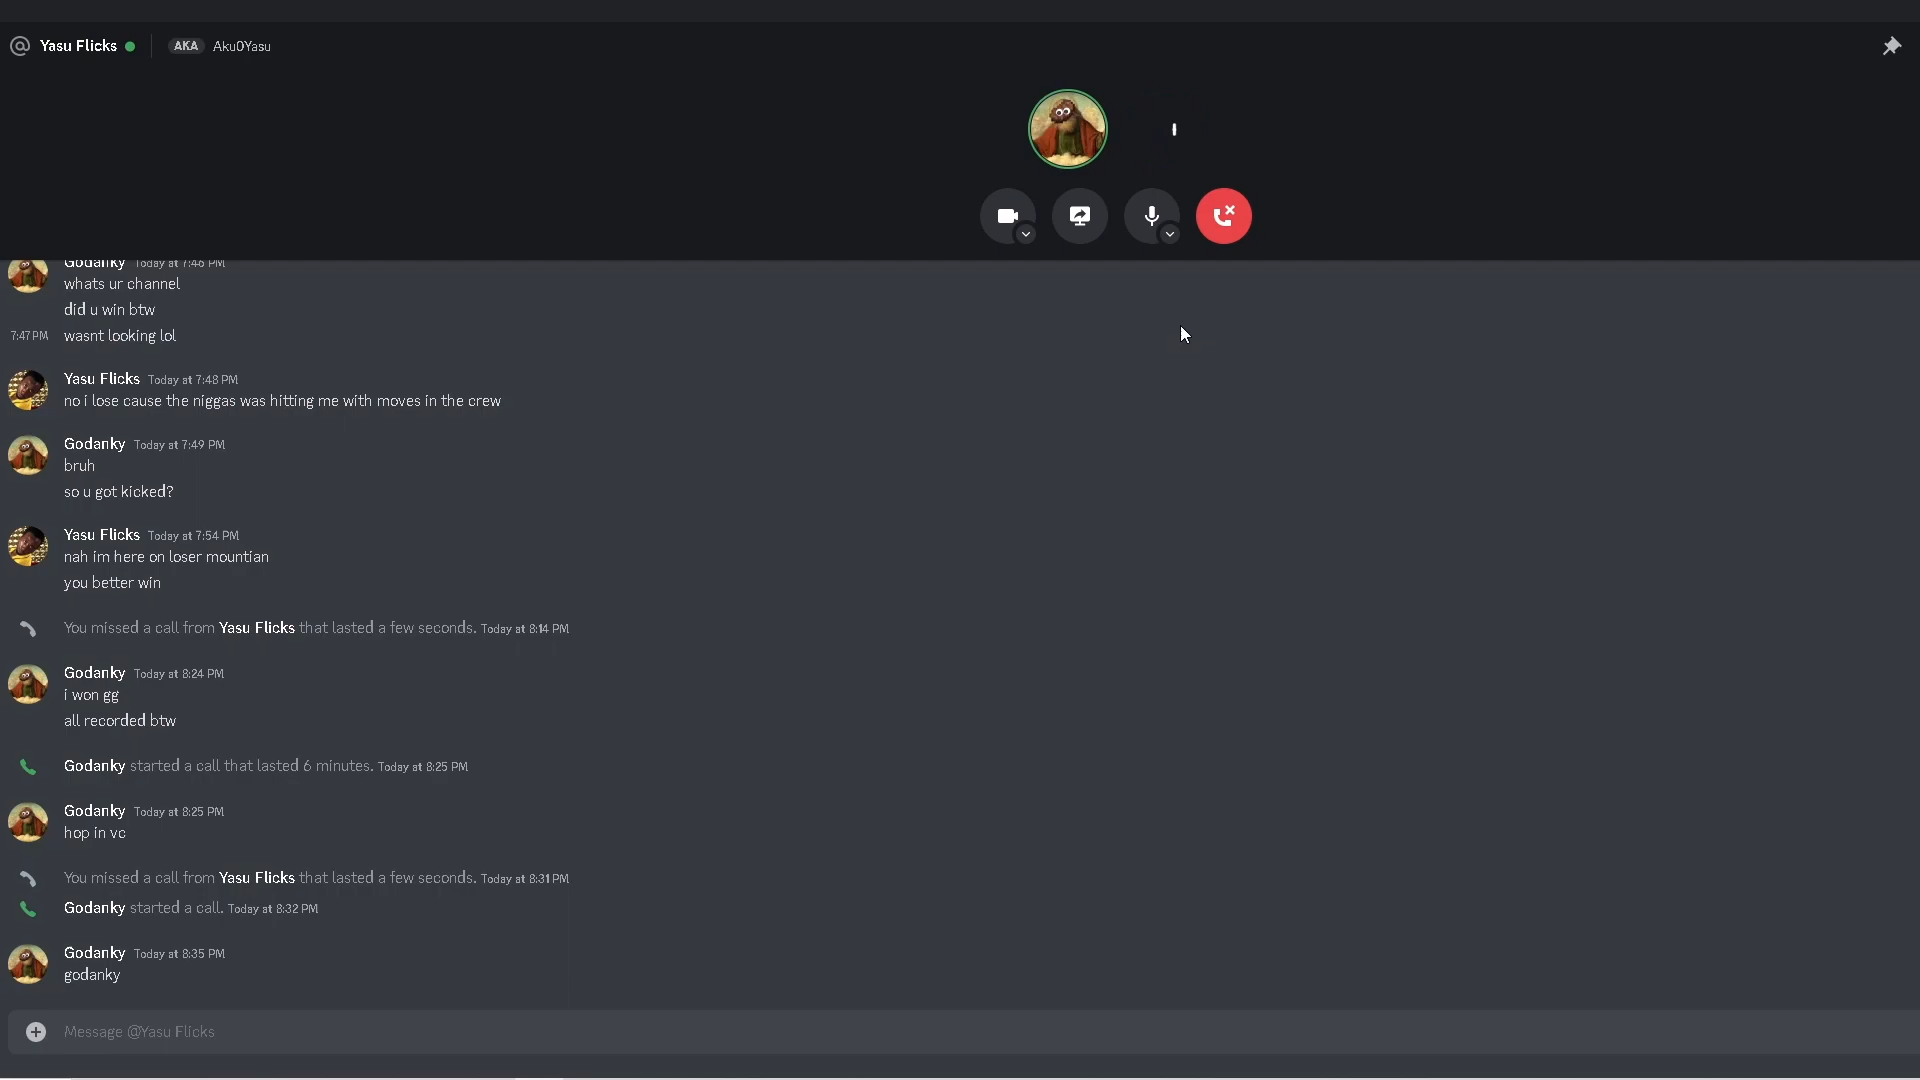 Yasu Flicks AKA Aku0Yasu
Godanky Today at 7:46 PM
whats ur channel
did u win btw
7:47 PM wasnt looking lol
Yasu Flicks Today at 7:48 PM
no i lose cause the niggas was hitting me with moves in the crew
Godanky Today at 7:49 PM
bruh
so u got kicked?
Yasu Flicks Today at 7:54 PM
nah im here on loser mountian
you better win
You missed a call from Yasu Flicks that lasted a few seconds. Today at 8:14 PM
Godanky Today at 8:24 PM
i won gg
all recorded btw
Godanky started a call that lasted 6 minutes. Today at 8:25 PM
Godanky Today at 8:25 PM
hop in vc
You missed a call from Yasu Flicks that lasted a few seconds. Today at 8:31 PM
Godanky started a call. Today at 8:32 PM
Godanky Today at 8:35 PM
godanky
Message @Yasu Flicks